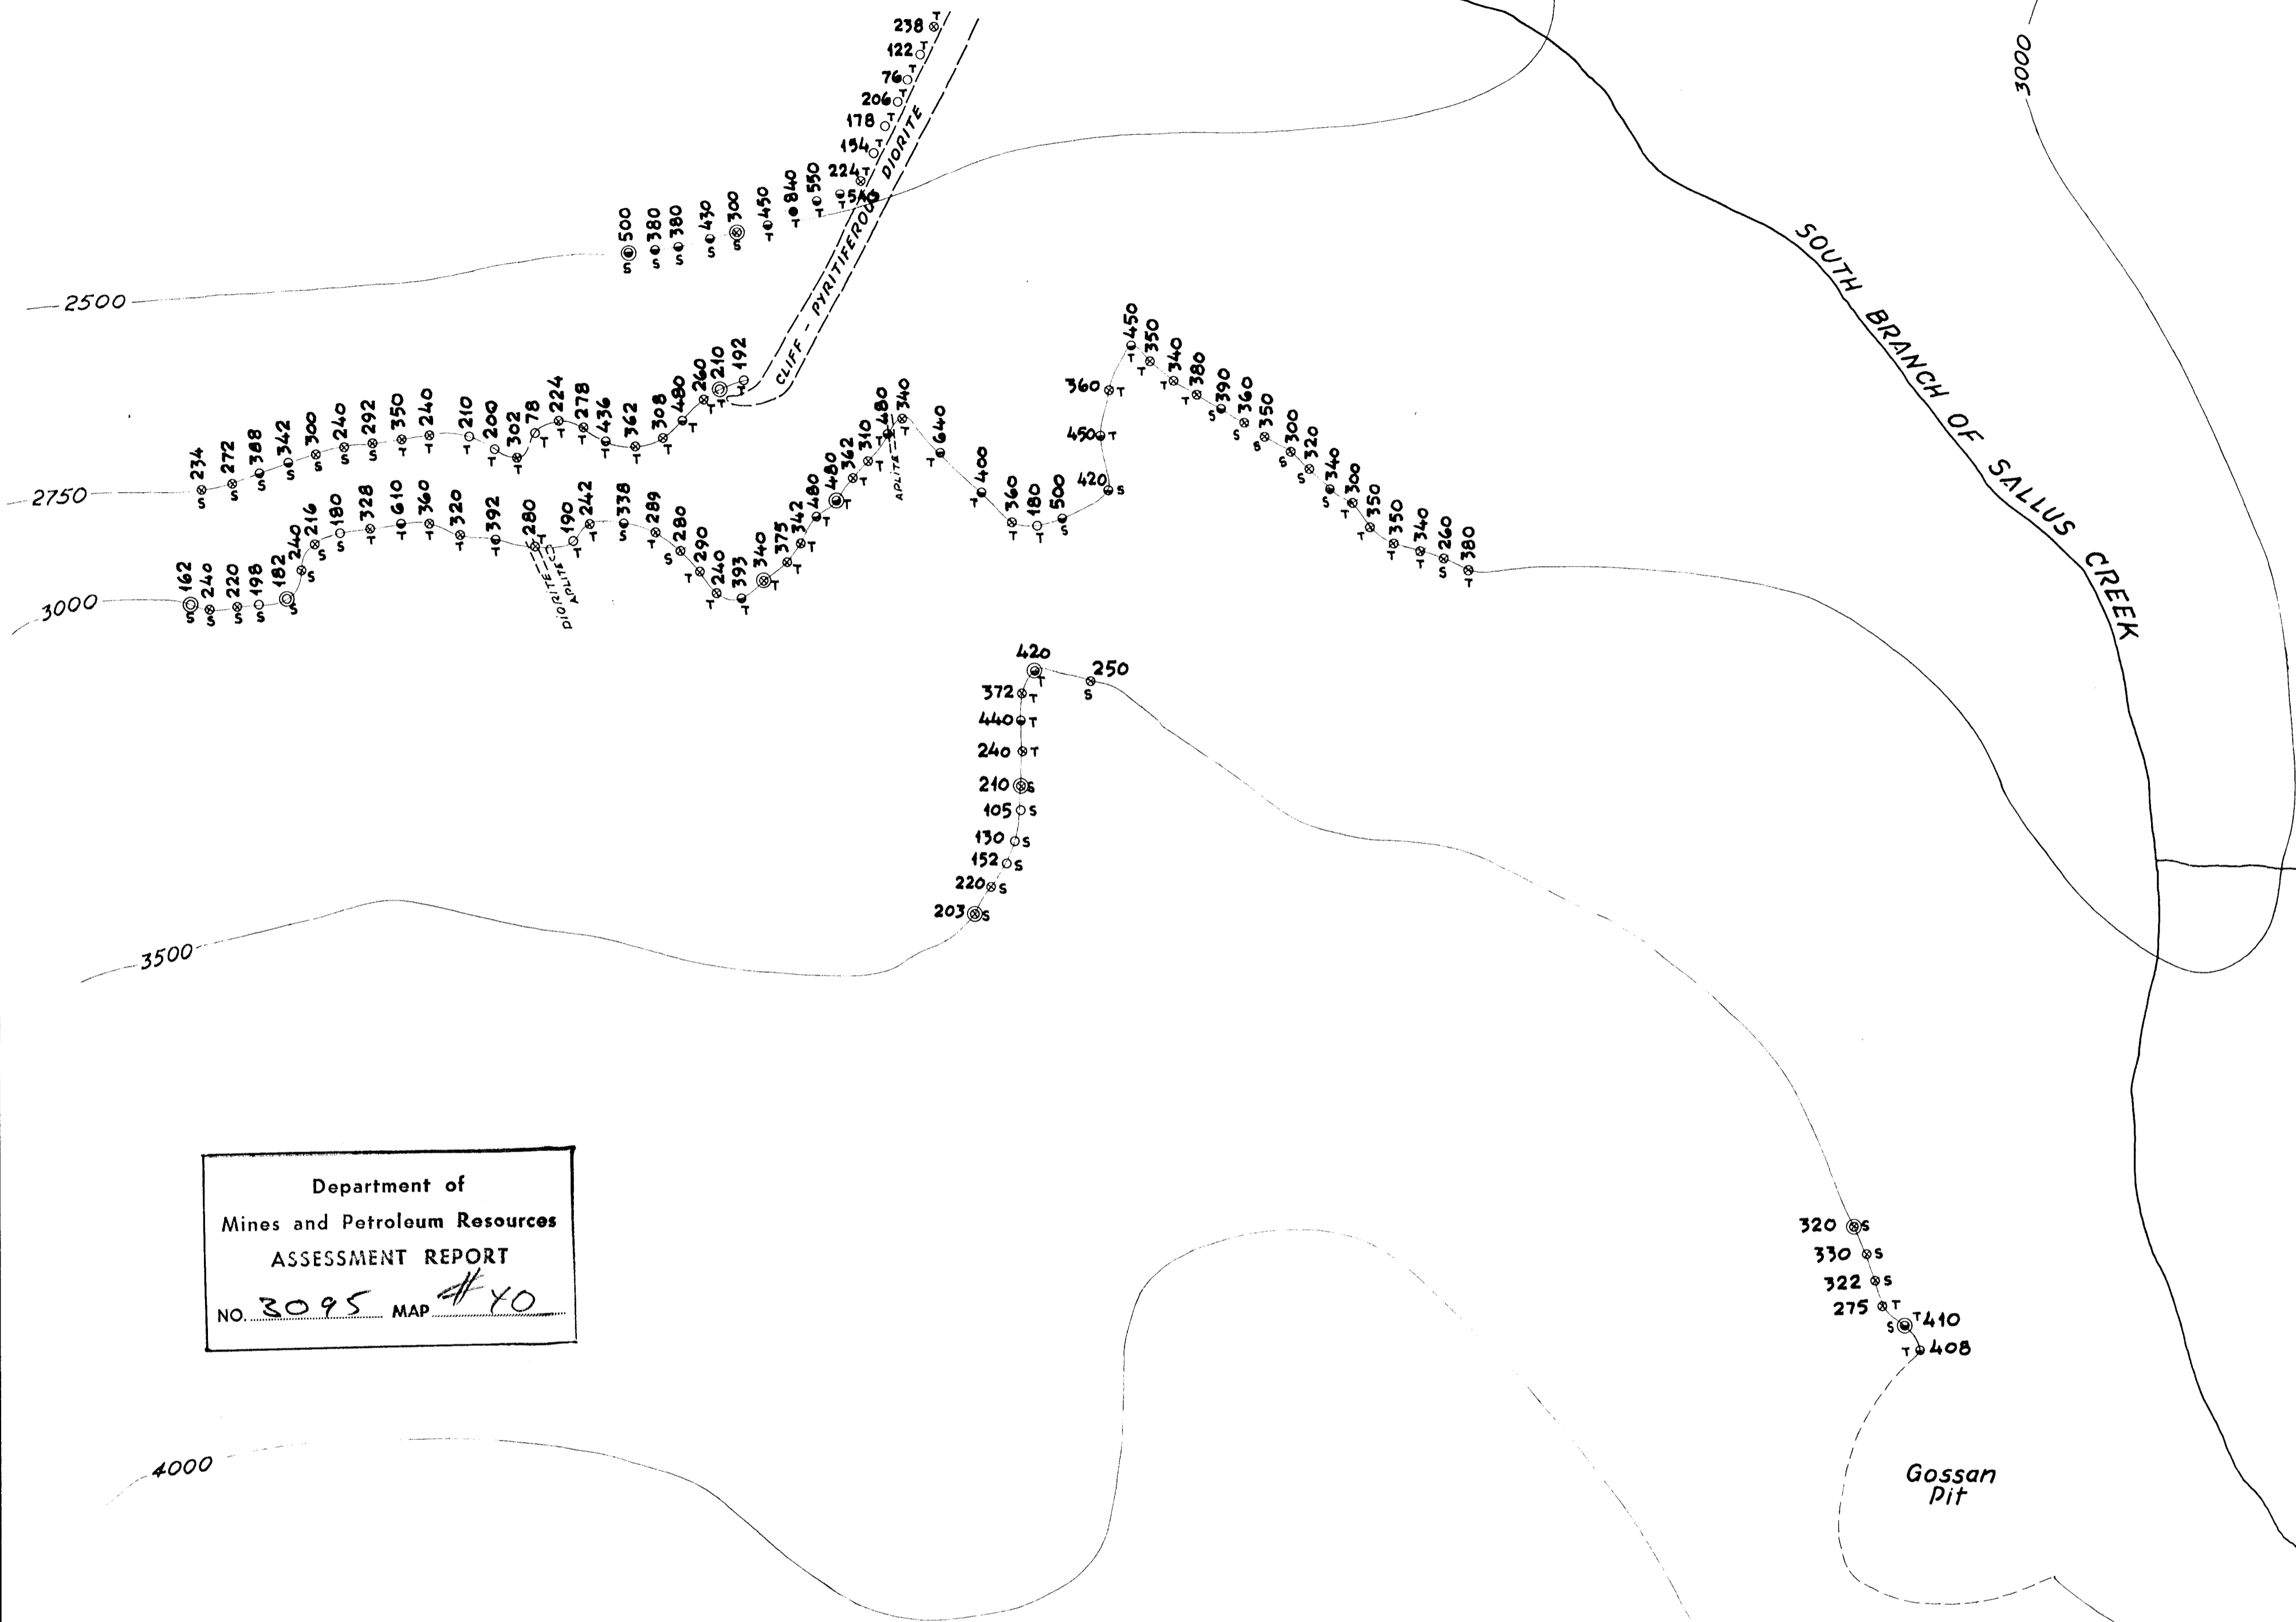 238 T
122 T
76 T
206 T
178 T
154 T
224 T
CLIFF - PYRITIFEROUS DIORITE
500 S
380 S
380 S
430 S
300 S
450 T
840 T
550 T
T
2500
3000
SOUTH BRANCH OF SALLUS CREEK
2750
234 S
272 S
388 S
342 S
300 S
240 S
292 S
350 T
240 T
210 T
200 T
302 T
78 T
224 T
278 T
436 T
362 T
308 T
480 T
260 T
210 T
192 T
3000
162 S
240 S
220 S
198 S
182 S
240 S
216 S
180 S
328 T
610 T
360 T
320 T
392 T
280 T
DIORITE
APLITE
190 T
242 T
338 S
289 S
280 S
290 T
240 T
393 T
340 T
375 T
342 T
480 T
480 T
362 T
310 T
480 T
APLITE
340 T
640 T
400 T
360 T
180 T
500 S
420 S
450 T
360 T
450 T
350 T
340 T
380 T
390 S
360 S
350 S
300 S
320 S
340 S
300 S
350 T
350 T
340 T
260 S
380 T
420 T
250 S
372 T
440 T
240 T
210 S
105 S
130 S
152 S
220 S
203 S
3500
320 S
330 S
322 S
275 T
S T 410
T 408
Gossan
Pit
4000
Department of
Mines and Petroleum Resources
ASSESSMENT REPORT
NO. 3095 MAP #40